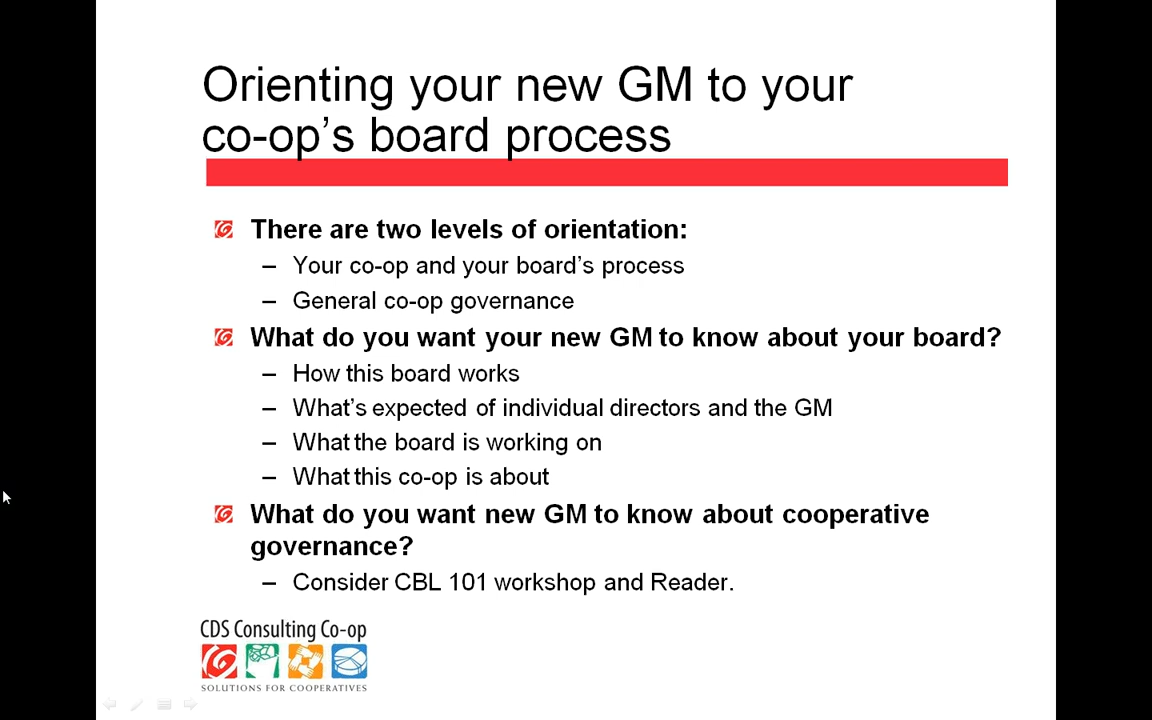 Orienting your new GM to your
co-op's board process
There are two levels of orientation:
– Your co-op and your board's process
– General co-op governance
What do you want your new GM to know about your board?
– How this board works
– What's expected of individual directors and the GM
– What the board is working on
– What this co-op is about
What do you want new GM to know about cooperative
governance?
– Consider CBL 101 workshop and Reader.
CDS Consulting Co-op
SOLUTIONS FOR COOPERATIVES